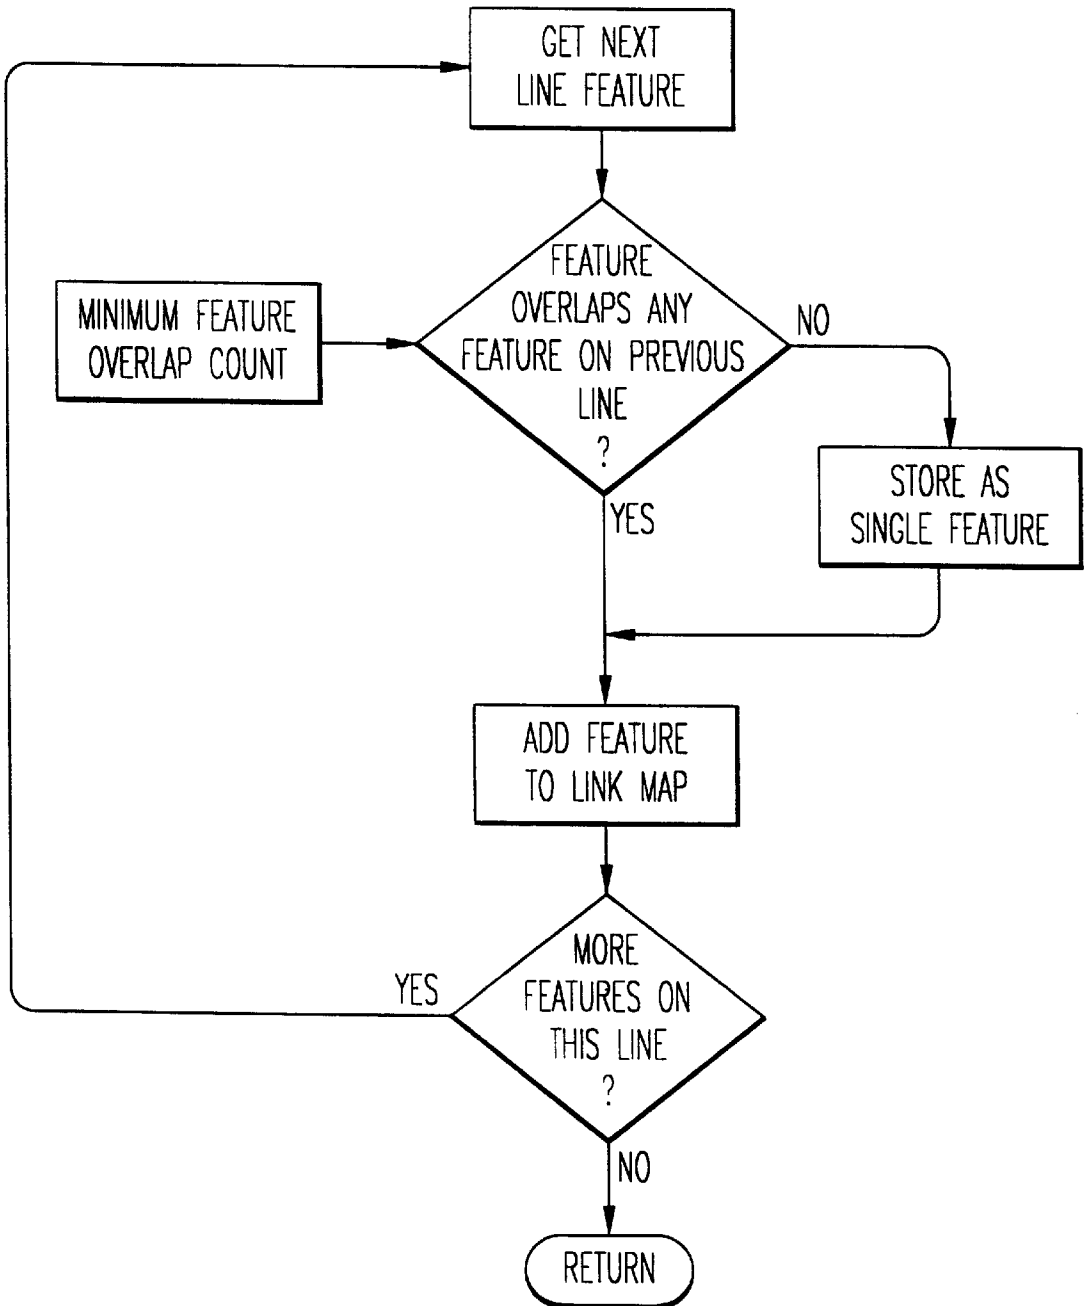 GET NEXT
LINE FEATURE
FEATURE
OVERLAPS ANY
FEATURE ON PREVIOUS
LINE
?
MINIMUM FEATURE
OVERLAP COUNT
NO
STORE AS
SINGLE FEATURE
YES
ADD FEATURE
TO LINK MAP
MORE
FEATURES ON
THIS LINE
?
YES
NO
RETURN